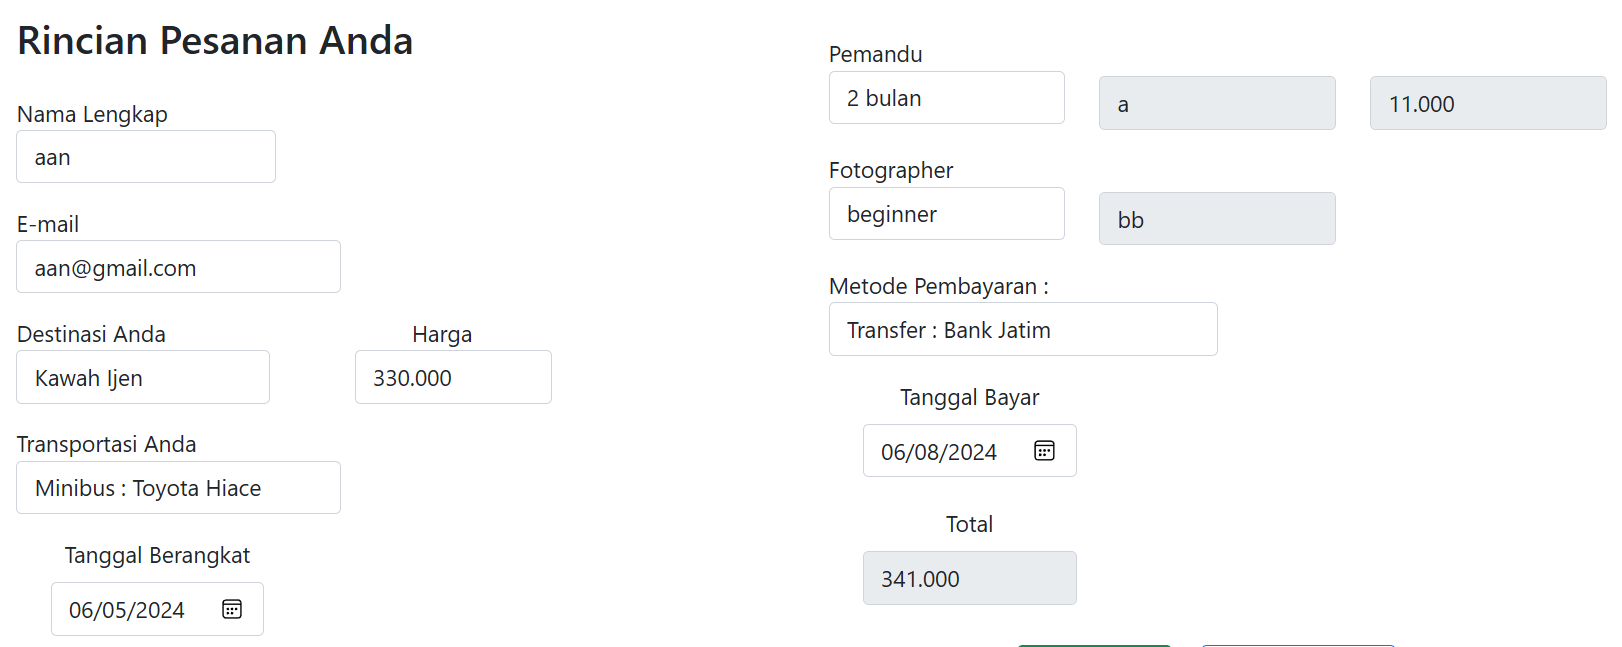 Rincian Pesanan Anda
Nama Lengkap
aan
E-mail
aan@gmail.com
Destinasi Anda Harga
Kawah Ijen 330.000
Transportasi Anda
Minibus : Toyota Hiace
Tanggal Berangkat
06/05/2024
Pemandu
2 bulan a 11.000
Fotographer
beginner bb
Metode Pembayaran :
Transfer : Bank Jatim
Tanggal Bayar
06/08/2024
Total
341.000